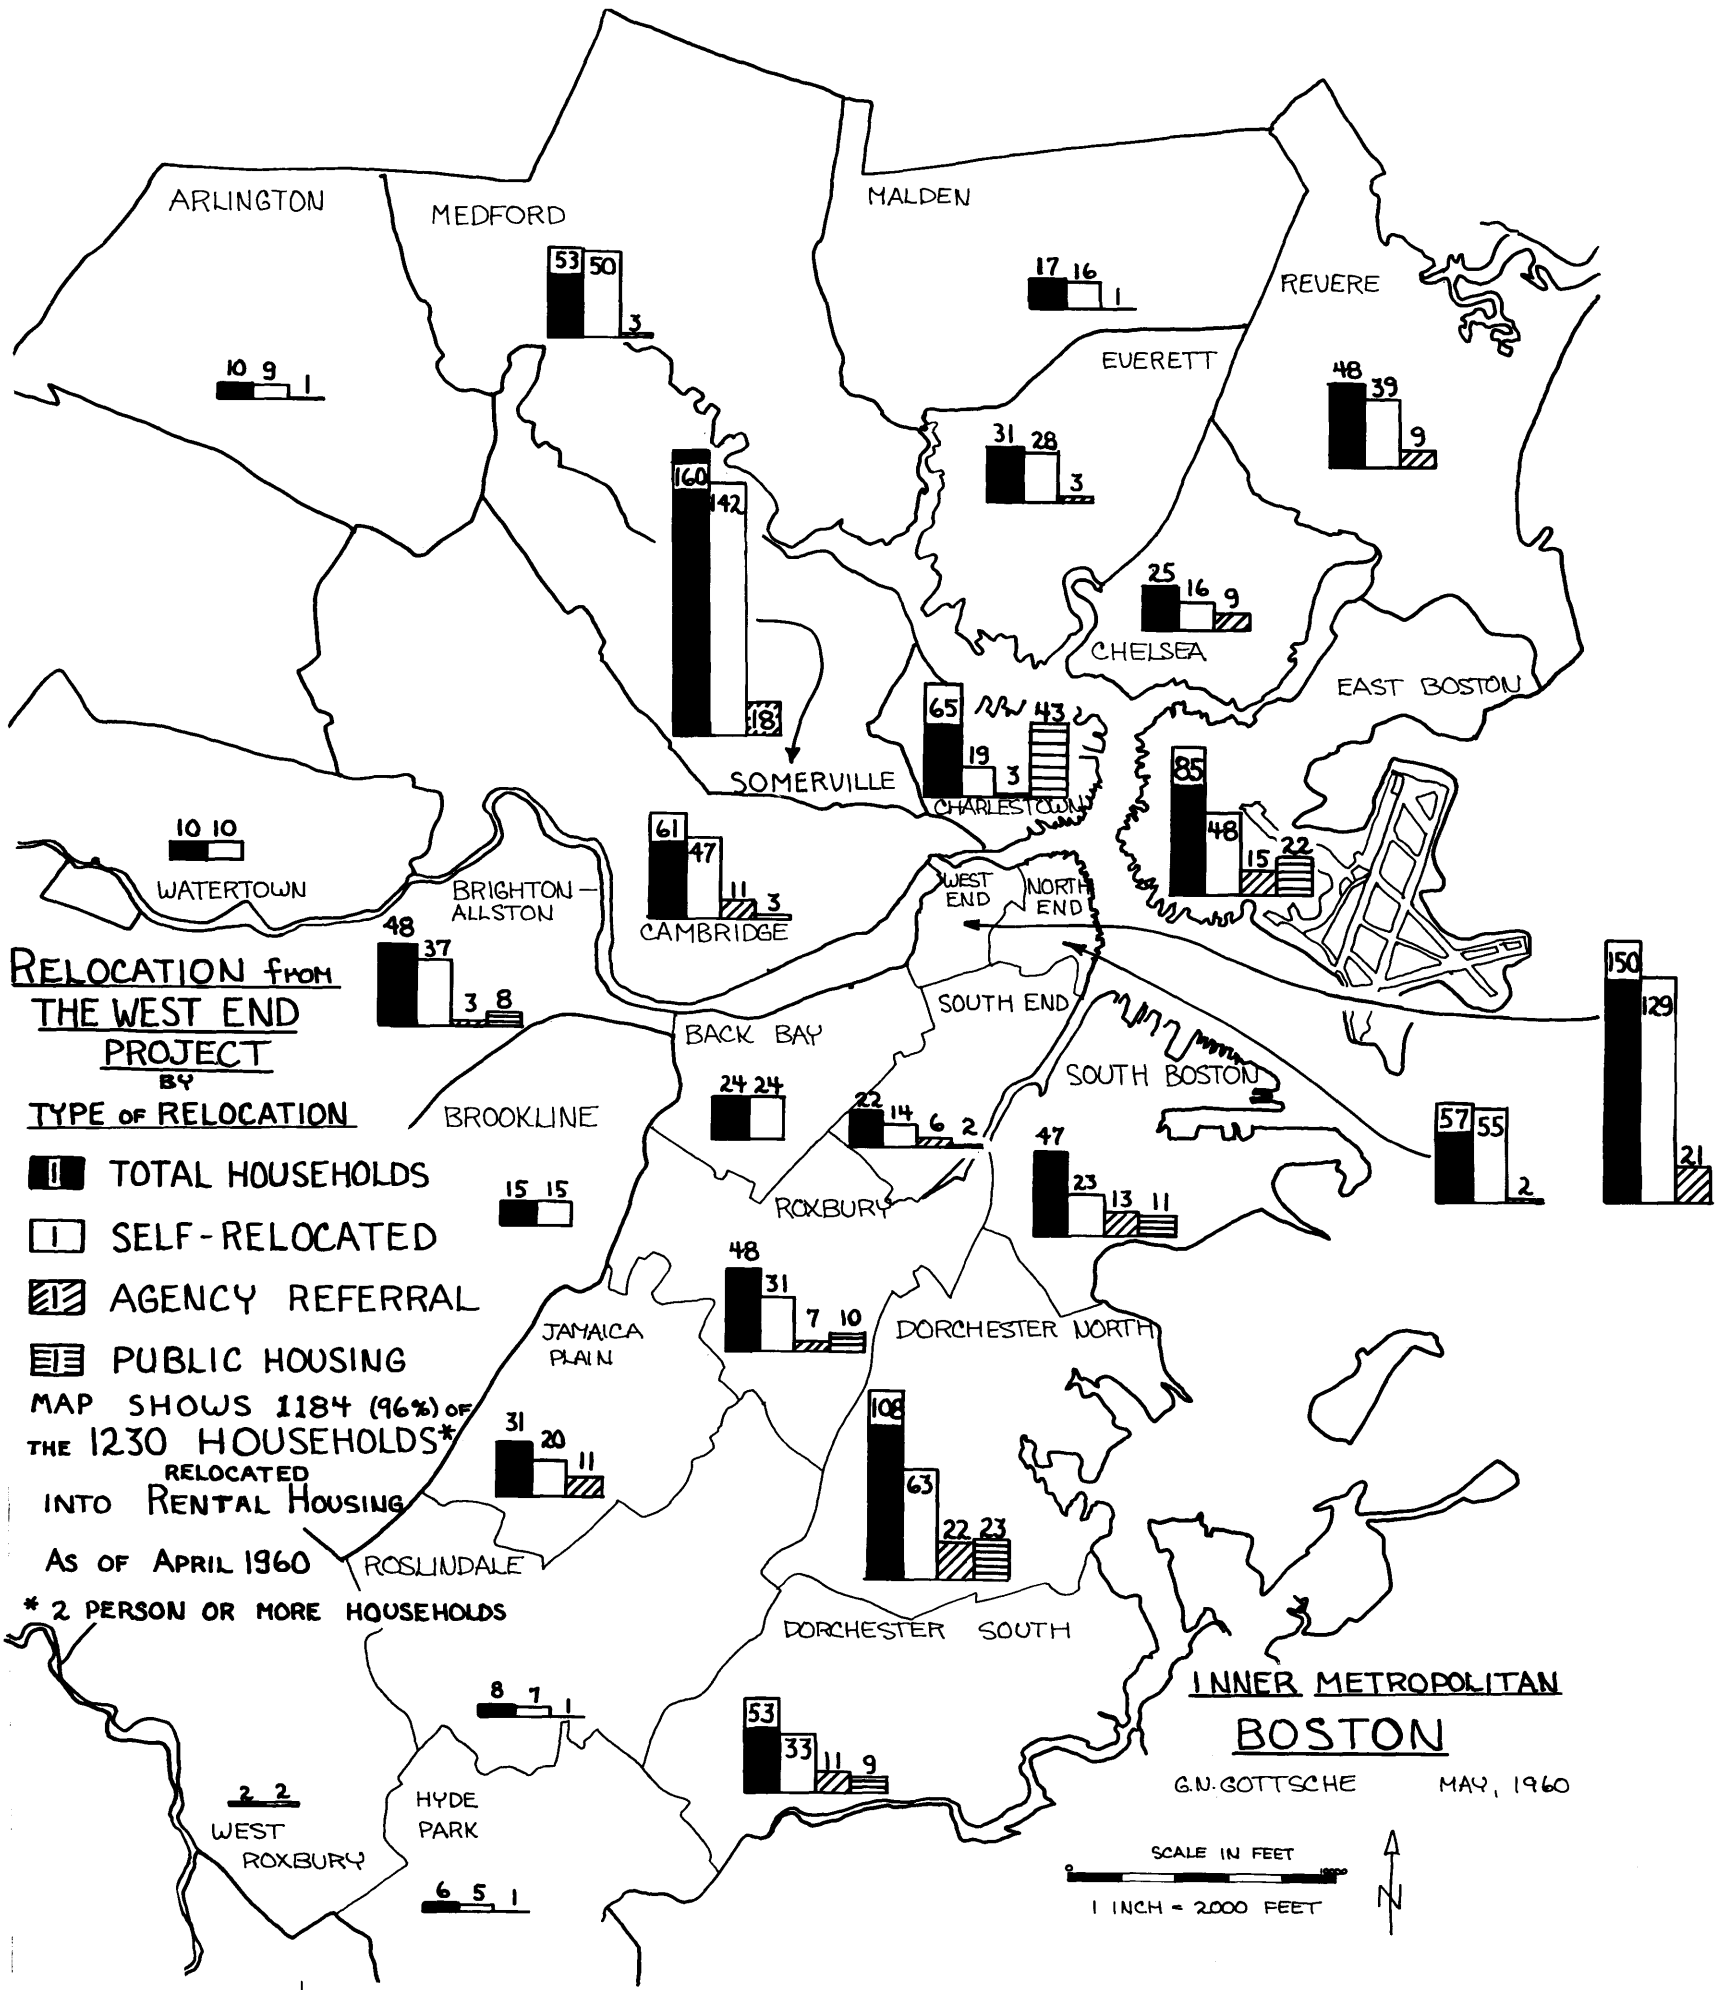 ARLINGTON
MEDFORD
MALDEN
53 50 3
17 16 1
REVERE
EVERETT
10 9 1
48 39 9
31 28 3
160 142 18
25 16 9
CHELSEA
EAST BOSTON
65 19 3 43
SOMERVILLE
CHARLESTOWN
85 48 15 22
10 10
WATERTOWN
61 47 11 3
CAMBRIDGE
BRIGHTON-
ALLSTON
48 37 3 8
WEST
END
NORTH
END
150 129 21
SOUTH END
BACK BAY
24 24
22 14 6 2
SOUTH BOSTON
47 23 13 11
57 55 2
BROOKLINE
15 15
ROXBURY
48 31 7 10
JAMAICA
PLAIN
31 20 11
DORCHESTER NORTH
108 63 22 23
ROSLINDALE
8 7 1
DORCHESTER SOUTH
53 33 11 9
2 2
WEST
ROXBURY
HYDE
PARK
6 5 1
RELOCATION from
THE WEST END
PROJECT
BY
TYPE OF RELOCATION
1 TOTAL HOUSEHOLDS
1 SELF-RELOCATED
1 AGENCY REFERRAL
1 PUBLIC HOUSING
MAP SHOWS 1184 (96%) OF
THE 1230 HOUSEHOLDS*
RELOCATED
INTO RENTAL HOUSING
AS OF APRIL 1960
* 2 PERSON OR MORE HOUSEHOLDS
INNER METROPOLITAN
BOSTON
G.N. GOTTSCHE MAY, 1960
SCALE IN FEET
0 10000
1 INCH = 2000 FEET
N